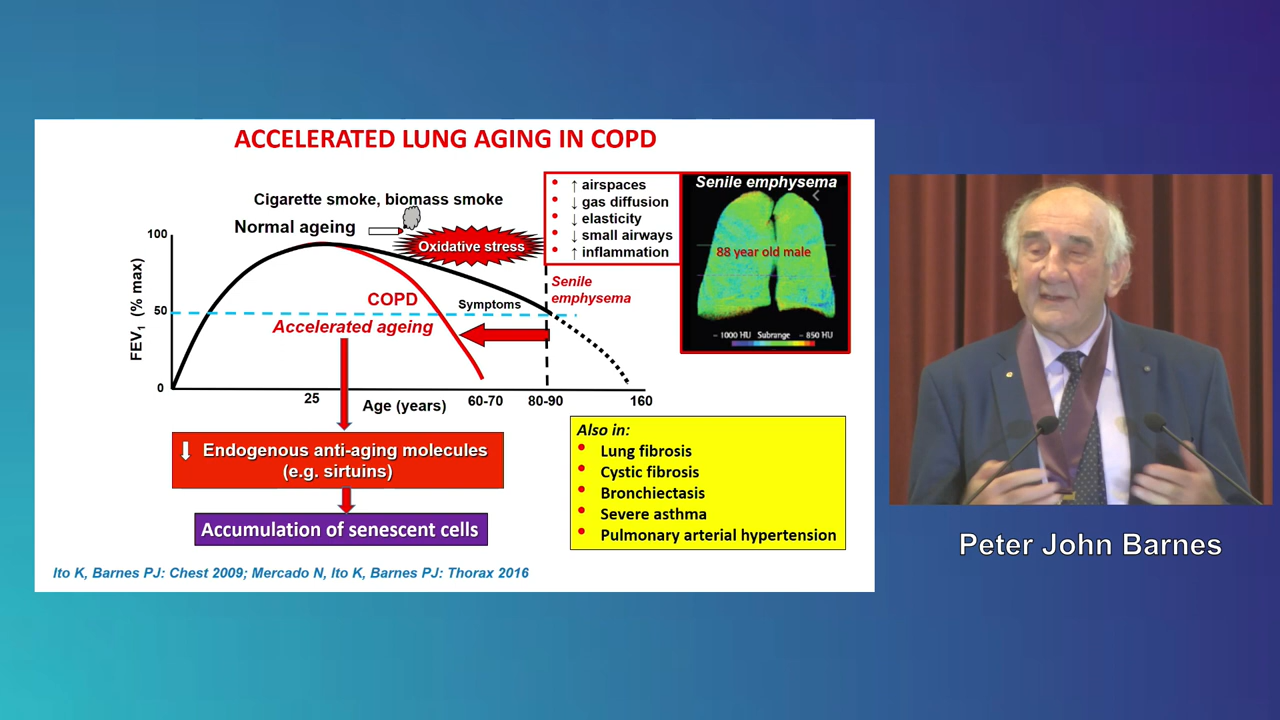 ACCELERATED LUNG AGING IN COPD
Cigarette smoke, biomass smoke
Normal ageing
Oxidative stress
• ↑ airspaces
• ↓ gas diffusion
• ↓ elasticity
• ↓ small airways
• ↑ inflammation
Senile emphysema
88 year old male
− 1000 HU Subrange − 850 HU
100
50
0
FEV1 (% max)
COPD
Accelerated ageing
Symptoms
Senile
emphysema
25
Age (years)
60-70
80-90
160
↓ Endogenous anti-aging molecules
(e.g. sirtuins)
Accumulation of senescent cells
Also in:
• Lung fibrosis
• Cystic fibrosis
• Bronchiectasis
• Severe asthma
• Pulmonary arterial hypertension
Ito K, Barnes PJ: Chest 2009; Mercado N, Ito K, Barnes PJ: Thorax 2016
Peter John Barnes